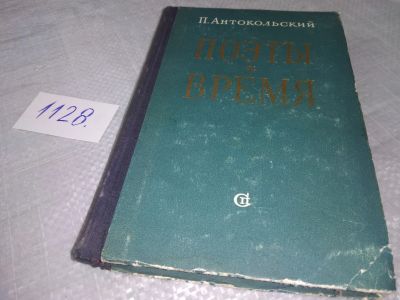 П. Антокольский
ПОЭТЫ
и
ВРЕМЯ
СП
1128.